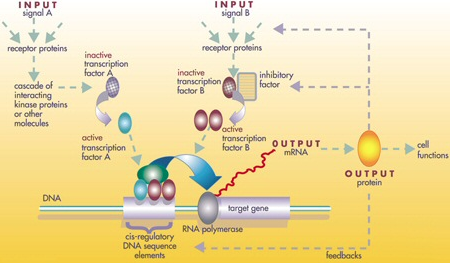 INPUT
signal A
receptor proteins
cascade of
interacting
kinase proteins
or other
molecules
inactive
transcription
factor A
active
transcription
factor A
INPUT
signal B
receptor proteins
inactive
transcription
factor B
inhibitory
factor
active
transcription
factor B
OUTPUT
mRNA
OUTPUT
protein
cell
functions
DNA
target gene
RNA polymerase
cis-regulatory
DNA sequence
elements
feedbacks